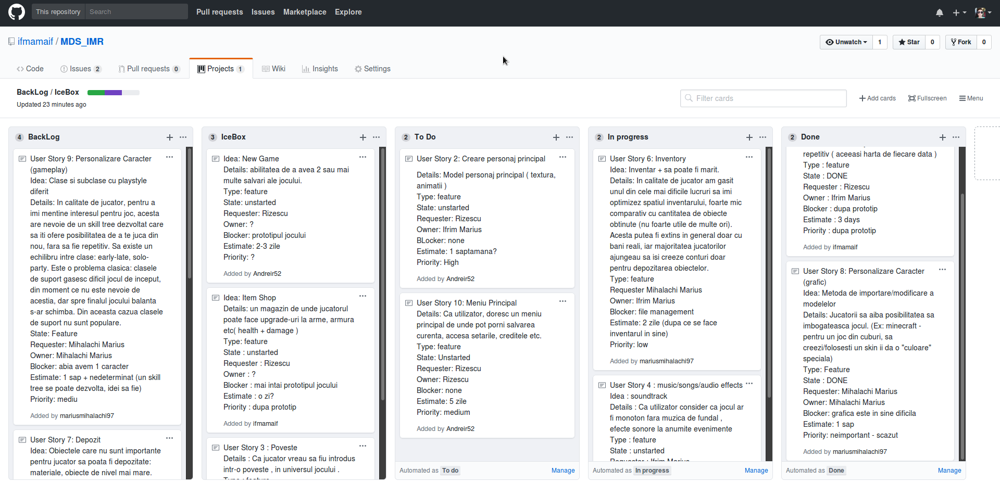 This repository Search Pull requests Issues Marketplace Explore
ifmamaif / MDS_IMR
Unwatch 1 Star 0 Fork 0
Code Issues 2 Pull requests 0 Projects 1 Wiki Insights Settings
BackLog / IceBox
Updated 23 minutes ago
Filter cards Add cards Fullscreen Menu
4 BackLog
User Story 9: Personalizare Caracter
(gameplay)
Idea: Clase si subclase cu playstyle
diferit
Details: In calitate de jucator, pentru a
imi mentine interesul pentru joc, acesta
are nevoie de un skill tree dezvoltat care
sa iti ofere posibilitatea de a te juca din
nou, fara sa fie repetitiv. Sa existe un
echilibru intre clase: early-late, solo-
party. Este o problema clasica: clasele
de suport gasesc dificil jocul de inceput,
din moment ce nu este nevoie de
acestia, dar spre finalul jocului balanta
s-ar schimba. Din aceasta cazua clasele
de suport nu sunt populare.
State: Feature
Requester: Mihalachi Marius
Owner: Mihalachi Marius
Blocker: abia avem 1 caracter
Estimate: 1 sap + nedeterminat (un skill
tree se poate dezvolta, idei sa fie)
Priority: mediu
Added by mariusmihalachi97
User Story 7: Depozit
Idea: Obiectele care nu sunt importante
pentru jucator sa poata fi depozitate:
materiale, obiecte de nivel mai mare.
3 IceBox
Idea: New Game
Details: abilitatea de a avea 2 sau mai
multe salvari ale jocului.
Type: feature
State: unstarted
Requester: Rizescu
Owner: ?
Blocker: prototipul jocului
Estimate: 2-3 zile
Priority: ?
Added by Andreir52
Idea: Item Shop
Details: un magazin de unde jucatorul
poate face upgrade-uri la arme, armura
etc( health + damage )
Type: feature
State : unstarted
Requester : Rizescu
Owner : ?
Blocker : mai intai prototipul jocului
Estimate : o zi?
Priority : dupa prototip
Added by ifmamaif
User Story 3 : Poveste
Details : Ca jucator vreau sa fiu introdus
intr-o poveste , in universul jocului .
Type : feature
2 To Do
User Story 2: Creare personaj principal
Details: Model personaj principal ( textura,
animatii )
Type: feature
State: unstarted
Requester: Rizescu
Owner: Ifrim Marius
BLocker: none
Estimate: 1 saptamana?
Priority: High
Added by Andreir52
User Story 10: Meniu Principal
Details: Ca utilizator, doresc un meniu
principal de unde pot porni salvarea
curenta, accesa setarile, creditele etc.
Type: feature
State: Unstarted
Requester: Rizescu
Owner: Rizescu
Blocker: none
Estimate: 5 zile
Priority: medium
Added by Andreir52
Automated as To do Manage
2 In progress
User Story 6: Inventory
Idea: Inventar + sa poate fi marit.
Details: In calitate de jucator am gasit
unul din cele mai dificile lucruri sa imi
optimizez spatiul inventarului, foarte mic
comparativ cu cantitatea de obiecte
obtinute (nu foarte utile de multe ori).
Acesta putea fi extins in general doar cu
bani reali, iar majoritatea jucatorilor
ajungeau sa isi creeze conturi doar
pentru depozitarea obiectelor.
Type: feature
Requester Mihalachi Marius
Owner: Ifrim Marius
Blocker: file management
Estimate: 2 zile (dupa ce se face
inventarul in sine)
Priority: low
Added by mariusmihalachi97
User Story 4 : music/songs/audio effects
Idea : soundtrack
Details : Ca utilizator consider ca jocul ar
fi monoton fara muzica de fundal ,
efecte sonore la anumite evenimente
Type : feature
State : unstarted
Requester : Ifrim Marius
Automated as In progress Manage
2 Done
repetitiv ( aceeasi harta de fiecare data )
Type : feature
State : DONE
Requester : Rizescu
Owner : Ifrim Marius
Blocker : dupa prototip
Estimate : 3 days
Priority : dupa prototip
Added by ifmamaif
User Story 8: Personalizare Caracter
(grafic)
Idea: Metoda de importare/modificare a
modelelor
Details: Jucatorii sa aiba posibilitatea sa
imbogateasca jocul. (Ex: minecraft -
pentru un joc din cuburi, sa
creezi/folosesti un skin ii da o "culoare"
speciala)
Type: Feature
State : DONE
Requester: Mihalachi Marius
Owner: Mihalachi Marius
Blocker: grafica este in sine dificila
Estimate: 1 sap
Priority: neimportant - scazut
Added by mariusmihalachi97
Automated as Done Manage